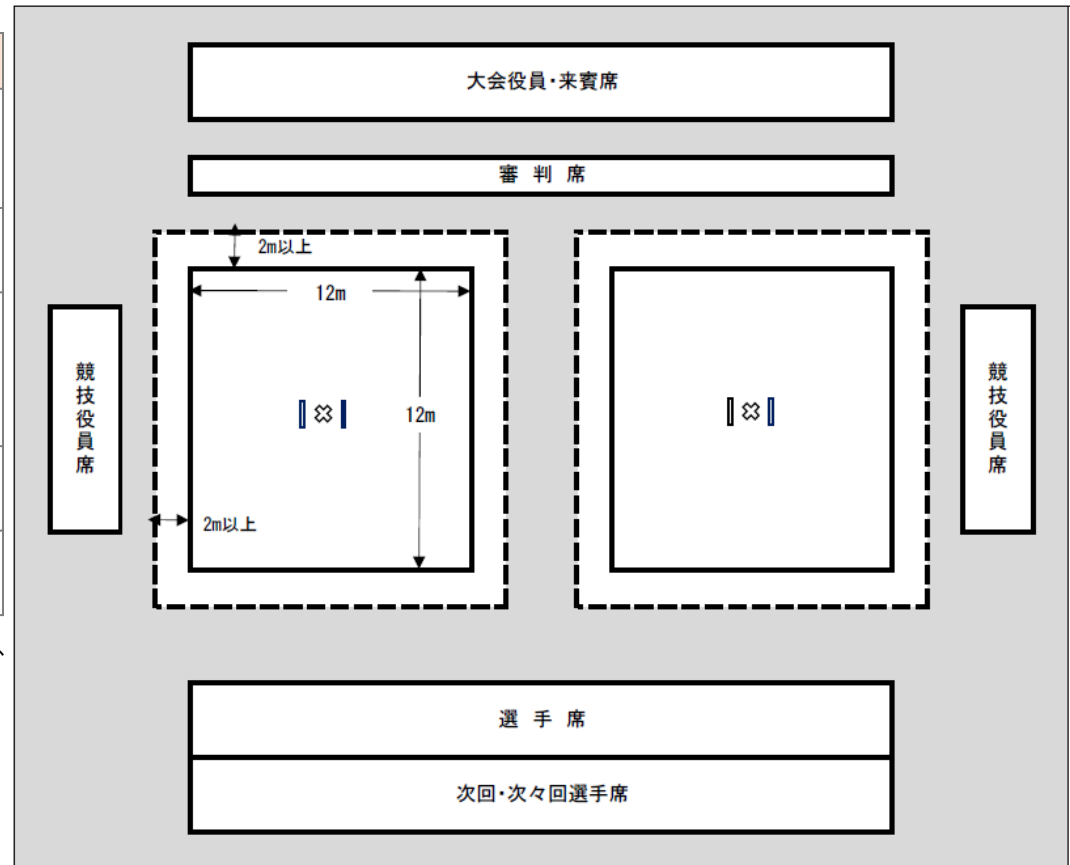 大会役員・来賓席
審 判 席
2m以上
12m
競技役員席
12m
競技役員席
2m以上
選 手 席
次回・次々回選手席